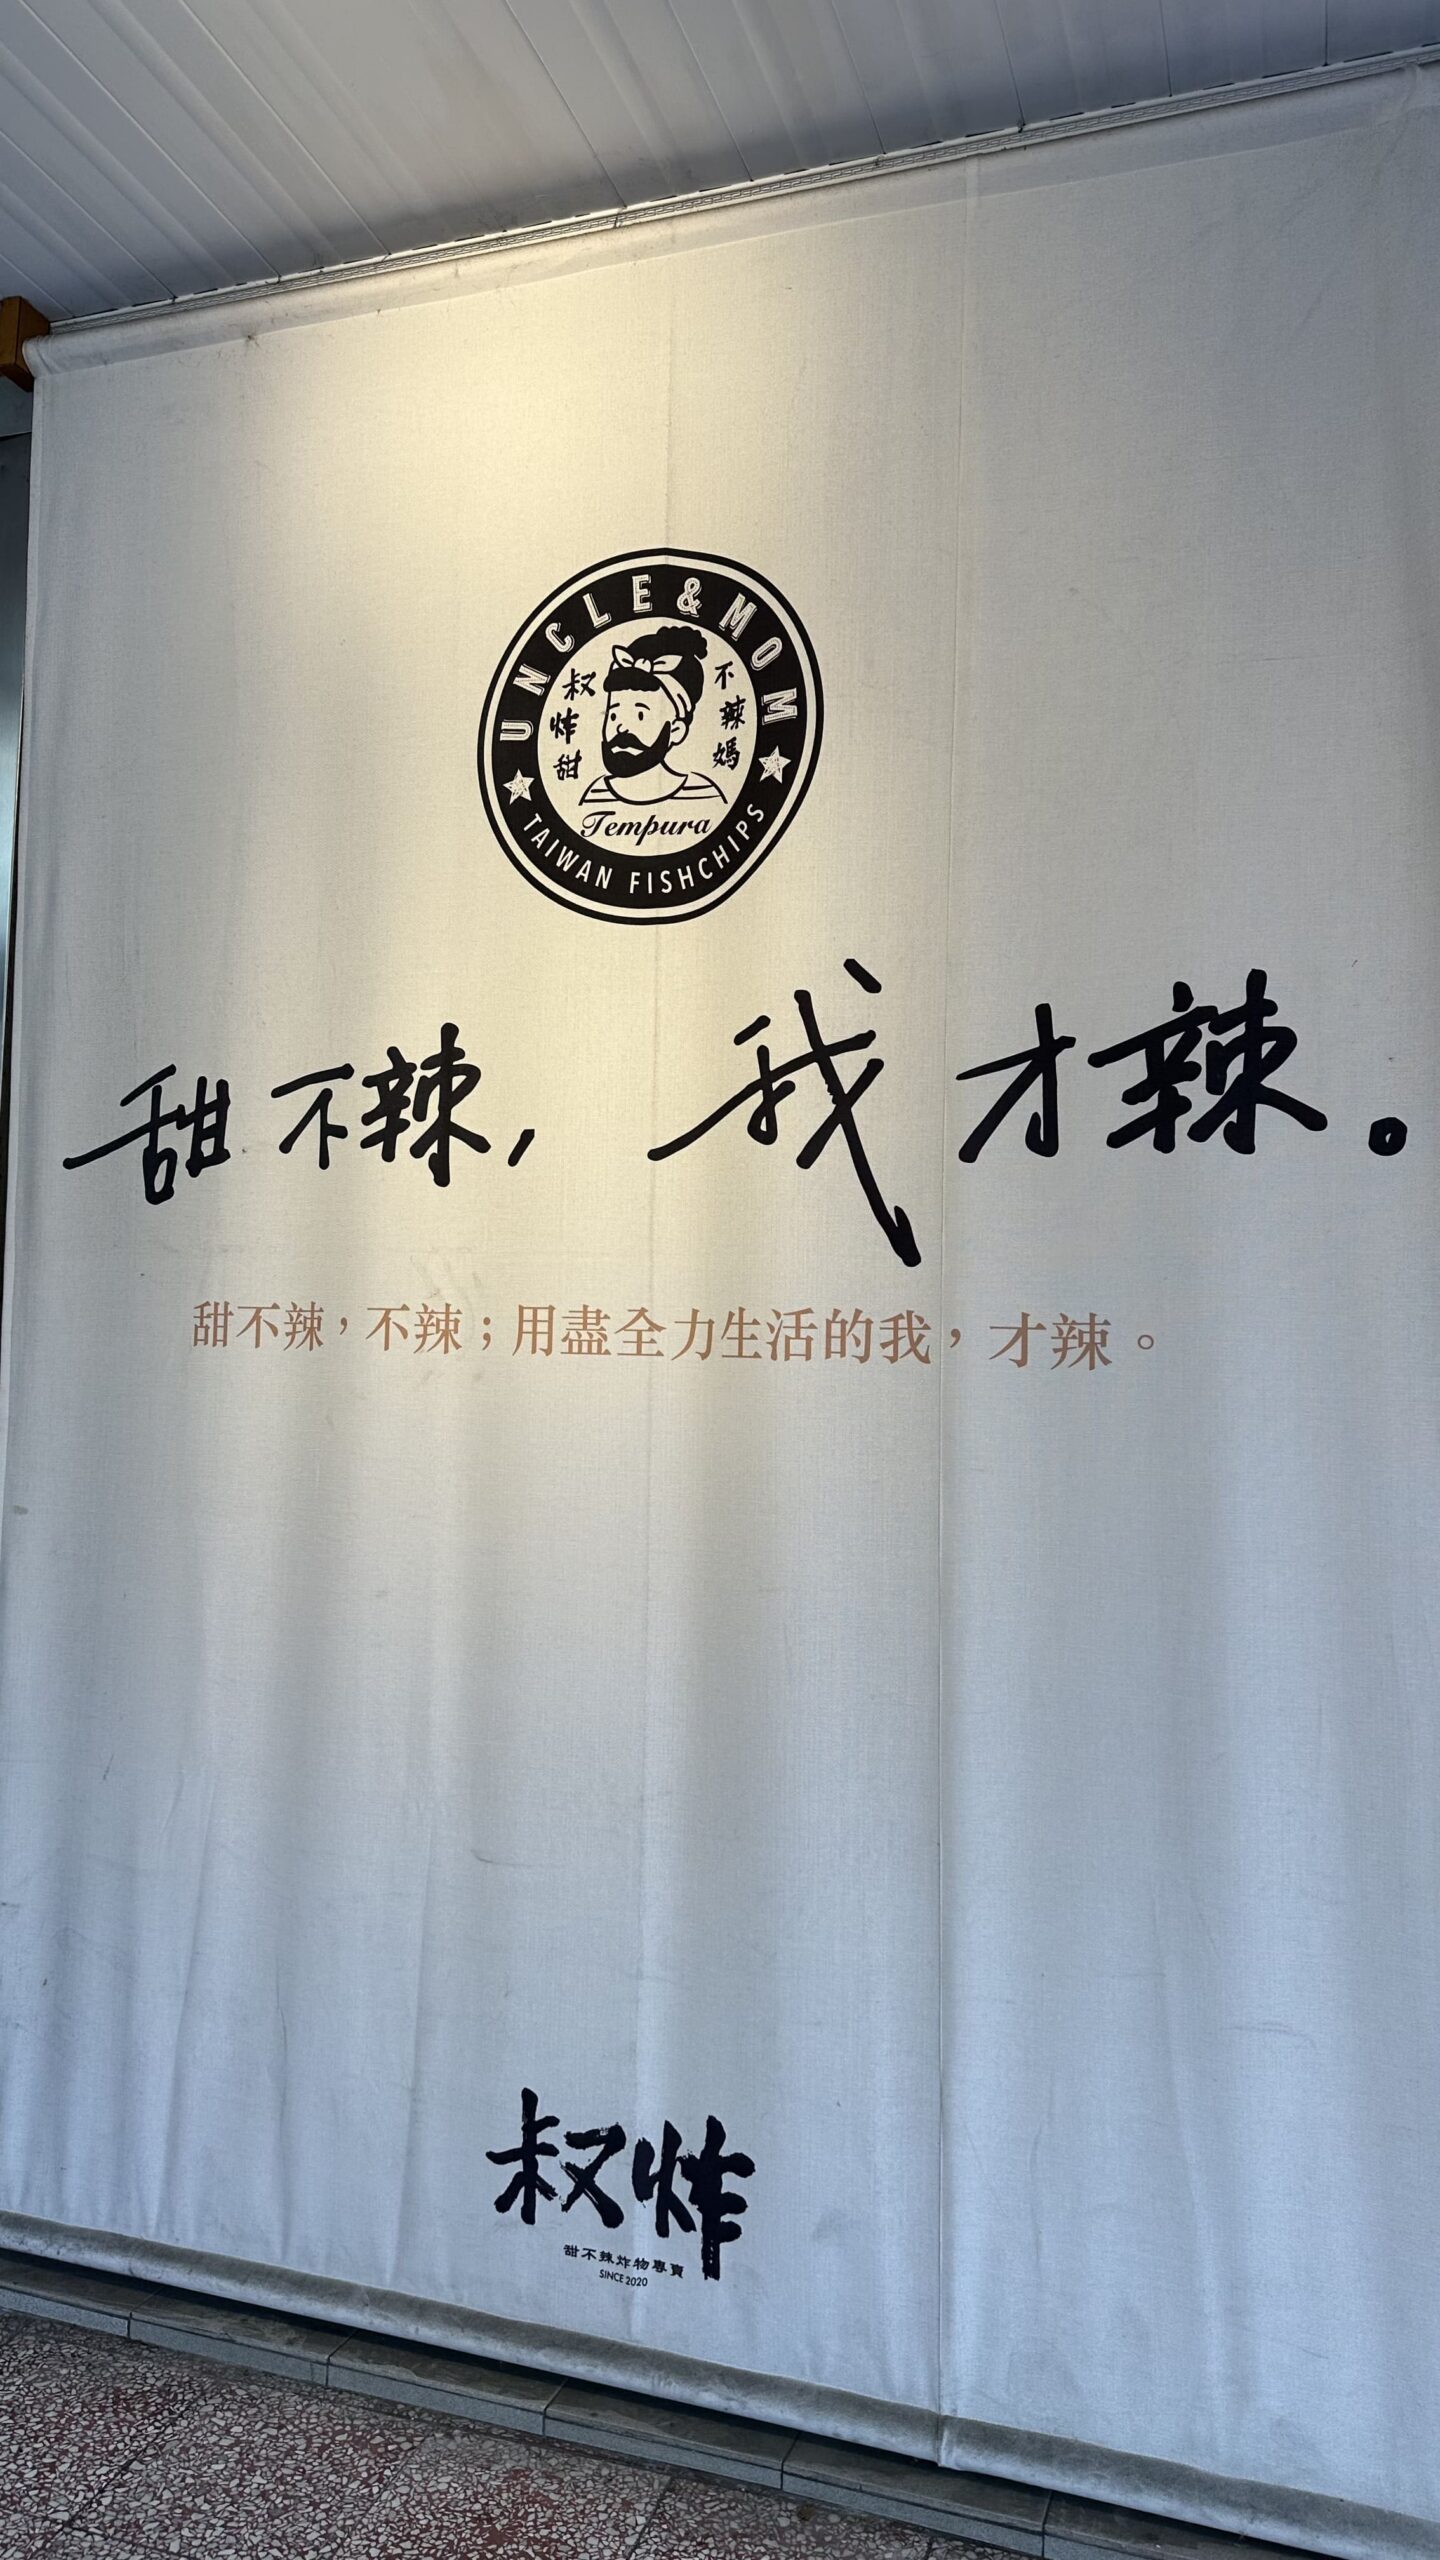 UNCLE&MOM
叔炸甜
不辣媽
Tempura
TAIWAN FISHCHIPS
甜不辣，我才辣。
甜不辣，不辣；用盡全力生活的我，才辣。
叔炸
甜不辣炸物專賣
SINCE 2020